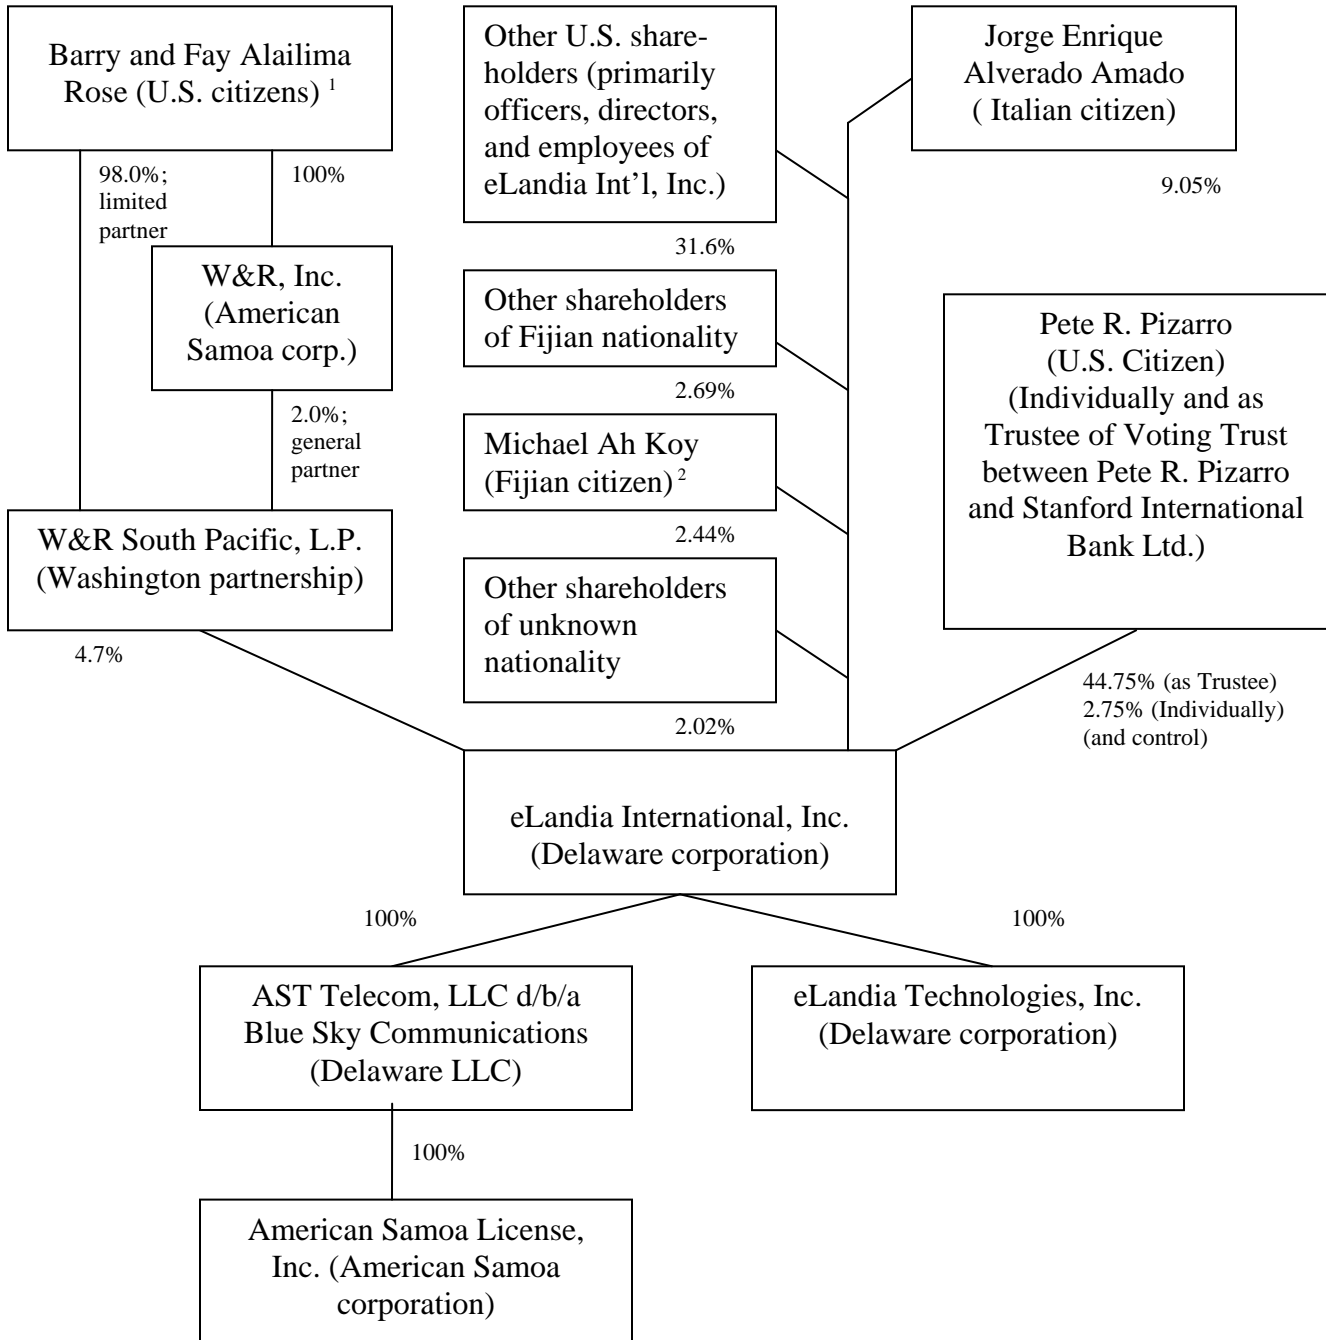 Barry and Fay Alailima
Rose (U.S. citizens) 1
98.0%;
limited
partner
100%
W&R, Inc.
(American
Samoa corp.)
2.0%;
general
partner
W&R South Pacific, L.P.
(Washington partnership)
4.7%
Other U.S. share-
holders (primarily
officers, directors,
and employees of
eLandia Int'l, Inc.)
31.6%
Other shareholders
of Fijian nationality
2.69%
Michael Ah Koy
(Fijian citizen) 2
2.44%
Other shareholders
of unknown
nationality
2.02%
Jorge Enrique
Alverado Amado
( Italian citizen)
9.05%
Pete R. Pizarro
(U.S. Citizen)
(Individually and as
Trustee of Voting Trust
between Pete R. Pizarro
and Stanford International
Bank Ltd.)
44.75% (as Trustee)
2.75% (Individually)
(and control)
eLandia International, Inc.
(Delaware corporation)
100%
100%
AST Telecom, LLC d/b/a
Blue Sky Communications
(Delaware LLC)
eLandia Technologies, Inc.
(Delaware corporation)
100%
American Samoa License,
Inc. (American Samoa
corporation)